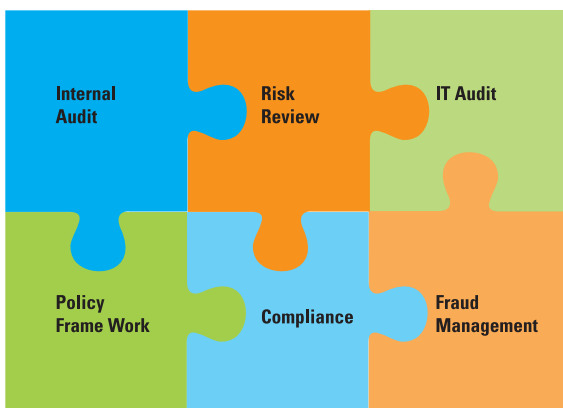 Internal
Audit
Risk
Review
IT Audit
Policy
Frame Work
Compliance
Fraud
Management